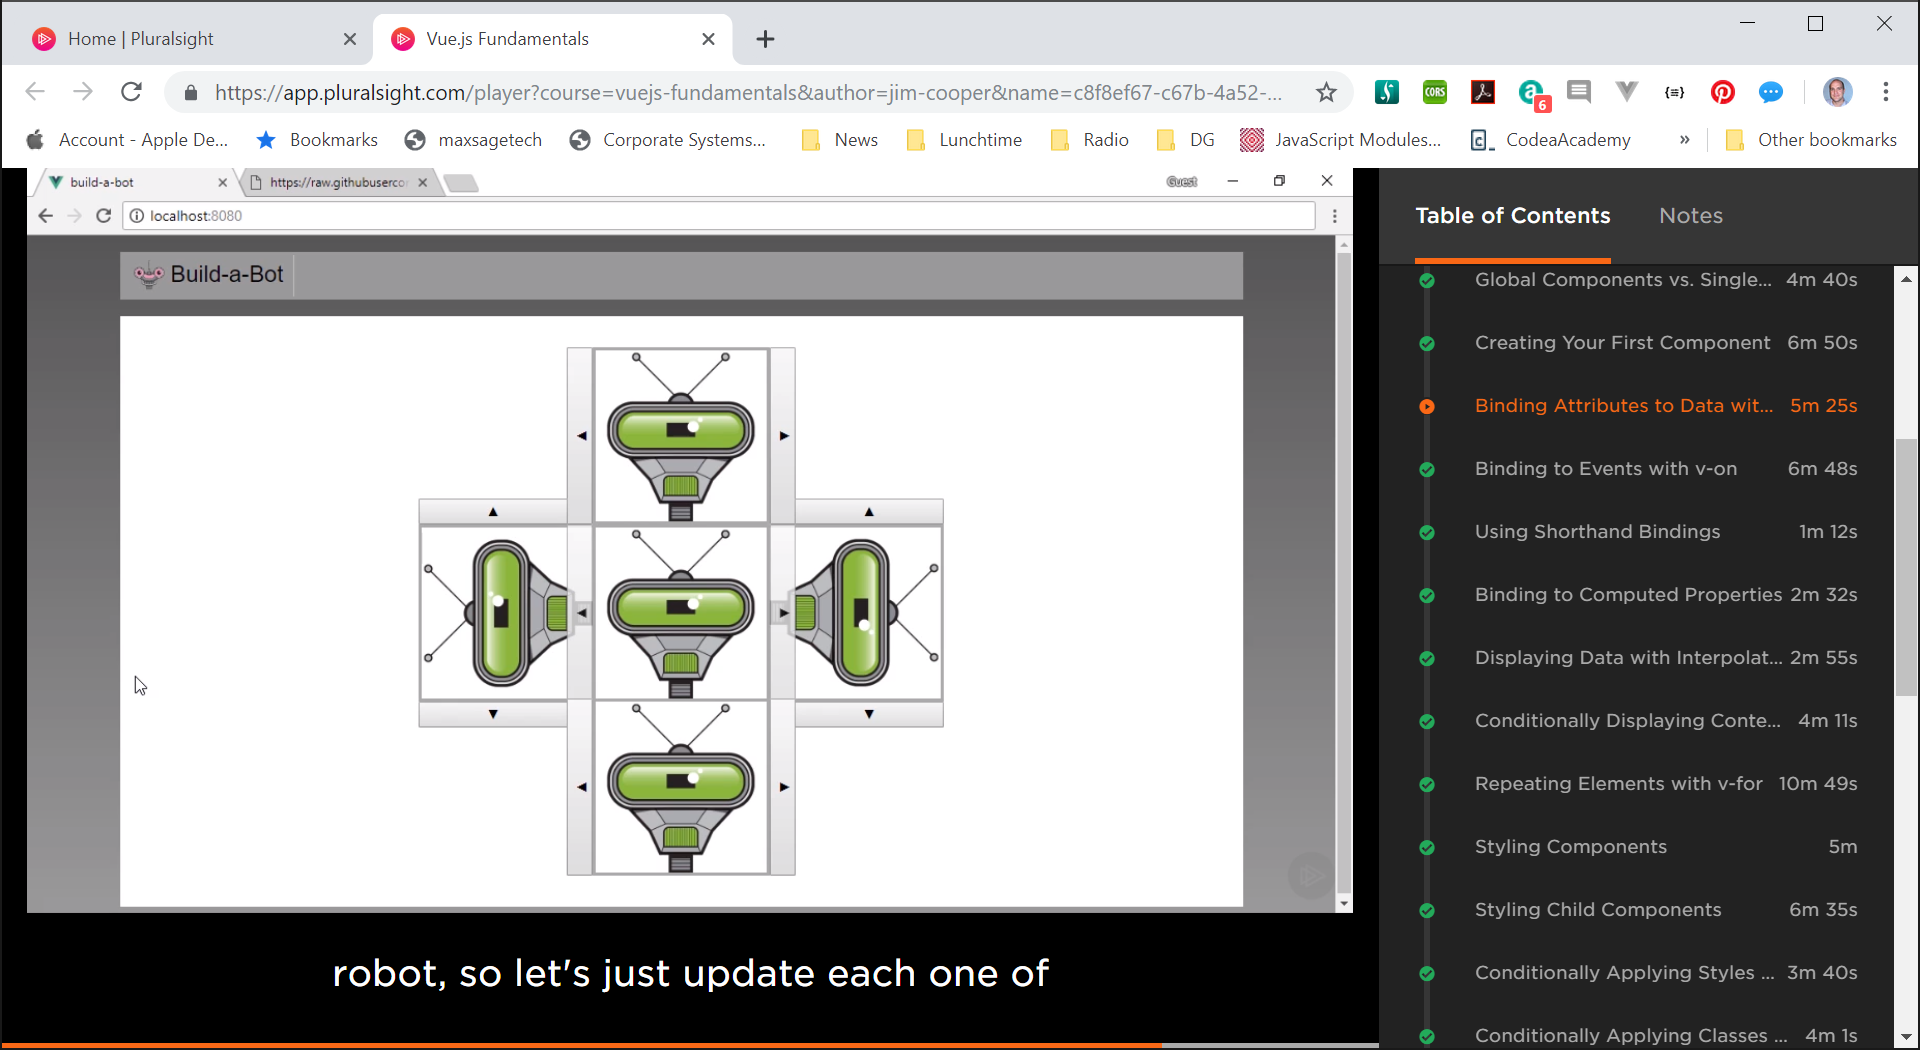 Home | Pluralsight
Vue.js Fundamentals
https://app.pluralsight.com/player?course=vuejs-fundamentals&author=jim-cooper&name=c8f8ef67-c67b-4a52-...
CORS
6
{≡}
Account - Apple De...
Bookmarks
maxsagetech
Corporate Systems...
News
Lunchtime
Radio
DG
JavaScript Modules...
CodeaAcademy
»
Other bookmarks
build-a-bot
https://raw.githubuserco
Guest
localhost:8080
Build-a-Bot
robot, so let's just update each one of
Table of Contents
Notes
Global Components vs. Single... 4m 40s
Creating Your First Component 6m 50s
Binding Attributes to Data wit... 5m 25s
Binding to Events with v-on 6m 48s
Using Shorthand Bindings 1m 12s
Binding to Computed Properties 2m 32s
Displaying Data with Interpolat... 2m 55s
Conditionally Displaying Conte... 4m 11s
Repeating Elements with v-for 10m 49s
Styling Components 5m
Styling Child Components 6m 35s
Conditionally Applying Styles ... 3m 40s
Conditionally Applying Classes ... 4m 1s